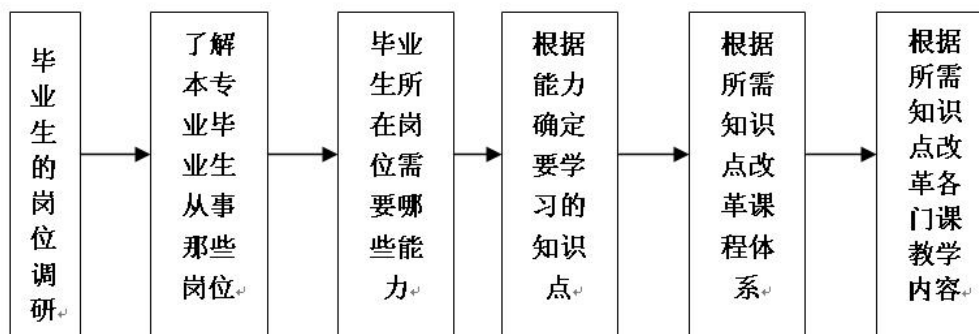 毕业生的岗位调研
了解
本专
业毕
业生
从事
那些
岗位
毕业
生所
在岗
位需
要哪
些能
力
根据
能力
确定
要学
习的
知识
点
根据
所需
知识
点改
革课
程体
系
根据
所需
知识
点改
革各
门课
教学
内容